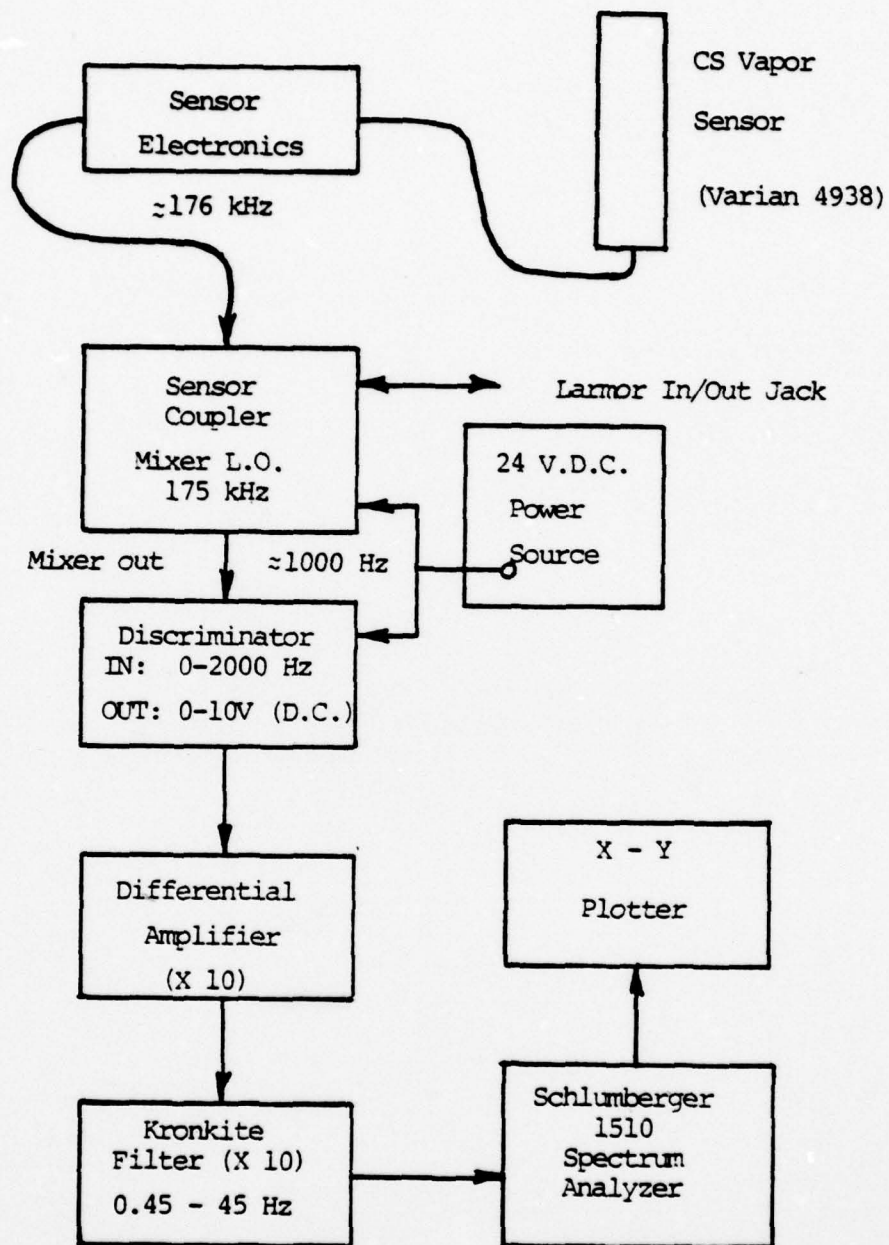 CS Vapor
Sensor
(Varian 4938)
Sensor
Electronics
≈176 kHz
Sensor
Coupler
Mixer L.O.
175 kHz
Larmor In/Out Jack
24 V.D.C.
Power
Source
Mixer out
≈1000 Hz
Discriminator
IN: 0-2000 Hz
OUT: 0-10V (D.C.)
Differential
Amplifier
(X 10)
X - Y
Plotter
Kronkite
Filter (X 10)
0.45 - 45 Hz
Schlumberger
1510
Spectrum
Analyzer